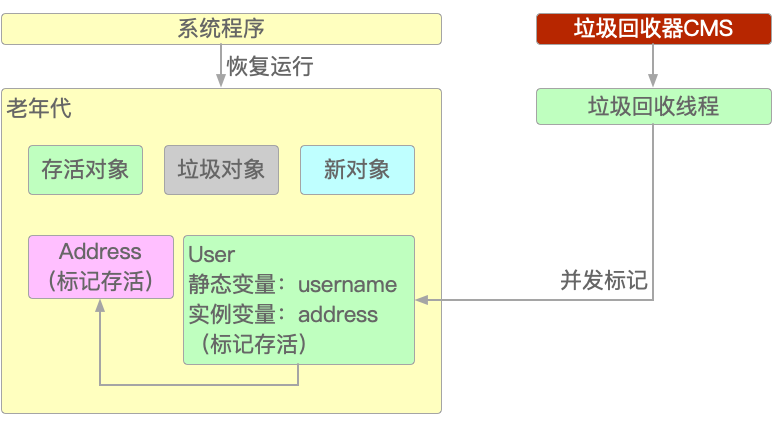 系统程序
垃圾回收器CMS
恢复运行
老年代
垃圾回收线程
存活对象
垃圾对象
新对象
Address
（标记存活）
User
静态变量：username
实例变量：address
（标记存活）
并发标记